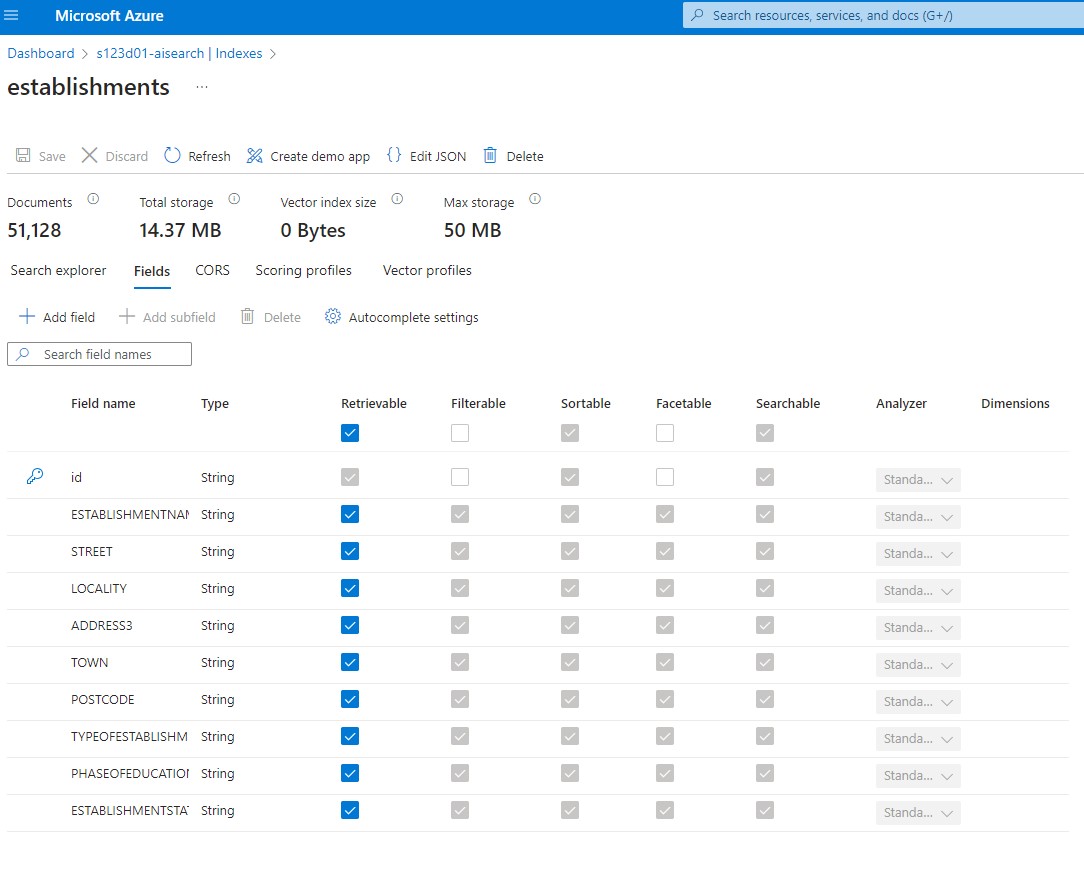 Microsoft Azure
Search resources, services, and docs (G+/)
Dashboard > s123d01-aisearch | Indexes >
establishments ...
Save Discard Refresh Create demo app {} Edit JSON Delete
Documents Total storage Vector index size Max storage
51,128 14.37 MB 0 Bytes 50 MB
Search explorer Fields CORS Scoring profiles Vector profiles
Add field Add subfield Delete Autocomplete settings
Search field names
Field name Type Retrievable Filterable Sortable Facetable Searchable Analyzer Dimensions
id String Standa...
ESTABLISHMENTNAM String Standa...
STREET String Standa...
LOCALITY String Standa...
ADDRESS3 String Standa...
TOWN String Standa...
POSTCODE String Standa...
TYPEOFESTABLISHM String Standa...
PHASEOFEDUCATION String Standa...
ESTABLISHMENTSTAT String Standa...